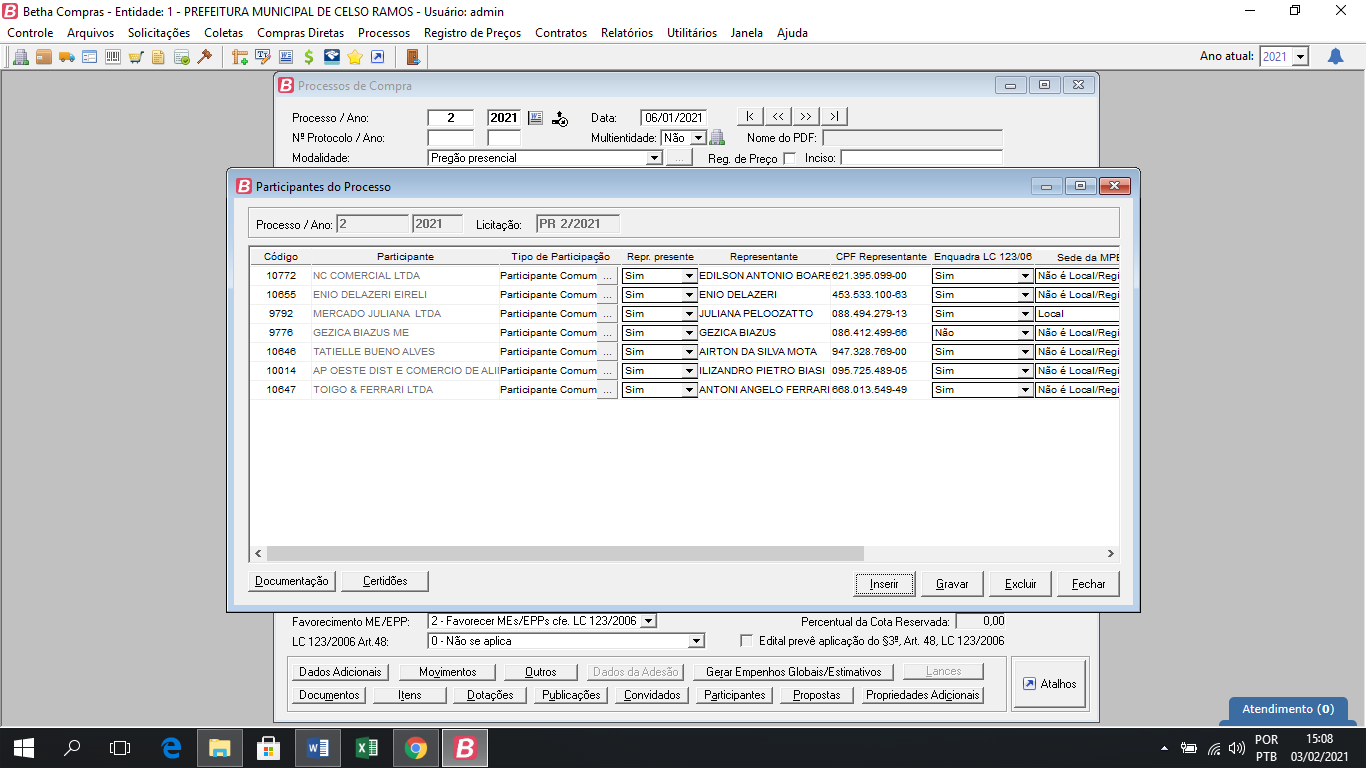 Betha Compras - Entidade: 1 - PREFEITURA MUNICIPAL DE CELSO RAMOS - Usuário: admin
Controle Arquivos Solicitações Coletas Compras Diretas Processos Registro de Preços Contratos Relatórios Utilitários Janela Ajuda
Ano atual: 2021
Processos de Compra
Processo / Ano: 2 2021 Data: 06/01/2021
Nº Protocolo / Ano: Multientidade: Não Nome do PDF:
Modalidade: Pregão presencial ... Reg. de Preço Inciso:
Participantes do Processo
Processo / Ano: 2 2021 Licitação: PR 2/2021
Código Participante Tipo de Participação Repr. presente Representante CPF Representante Enquadra LC 123/06 Sede da MPE
10772 NC COMERCIAL LTDA Participante Comum ... Sim EDILSON ANTONIO BOARE 621.395.099-00 Sim Não é Local/Regi
10655 ENIO DELAZERI EIRELI Participante Comum ... Sim ENIO DELAZERI 453.533.100-63 Sim Não é Local/Regi
9792 MERCADO JULIANA LTDA Participante Comum ... Sim JULIANA PELOOZATTO 088.494.279-13 Sim Local
9776 GEZICA BIAZUS ME Participante Comum ... Sim GEZICA BIAZUS 086.412.499-66 Não Não é Local/Regi
10646 TATIELLE BUENO ALVES Participante Comum ... Sim AIRTON DA SILVA MOTA 947.328.769-00 Sim Não é Local/Regi
10014 AP OESTE DIST E COMERCIO DE ALI Participante Comum ... Sim ILIZANDRO PIETRO BIASI 095.725.489-05 Sim Não é Local/Regi
10647 TOIGO & FERRARI LTDA Participante Comum ... Sim ANTONI ANGELO FERRARI 668.013.549-49 Sim Não é Local/Regi
Documentação Certidões Inserir Gravar Excluir Fechar
Favorecimento ME/EPP: 2 - Favorecer MEs/EPPs cfe. LC 123/2006 Percentual da Cota Reservada: 0,00
LC 123/2006 Art.48: 0 - Não se aplica Edital prevê aplicação do §3º, Art. 48, LC 123/2006
Dados Adicionais Movimentos Outros Dados da Adesão Gerar Empenhos Globais/Estimativos Lances
Documentos Itens Dotações Publicações Convidados Participantes Propostas Propriedades Adicionais
Atalhos
Atendimento (0)
POR 15:08
PTB 03/02/2021